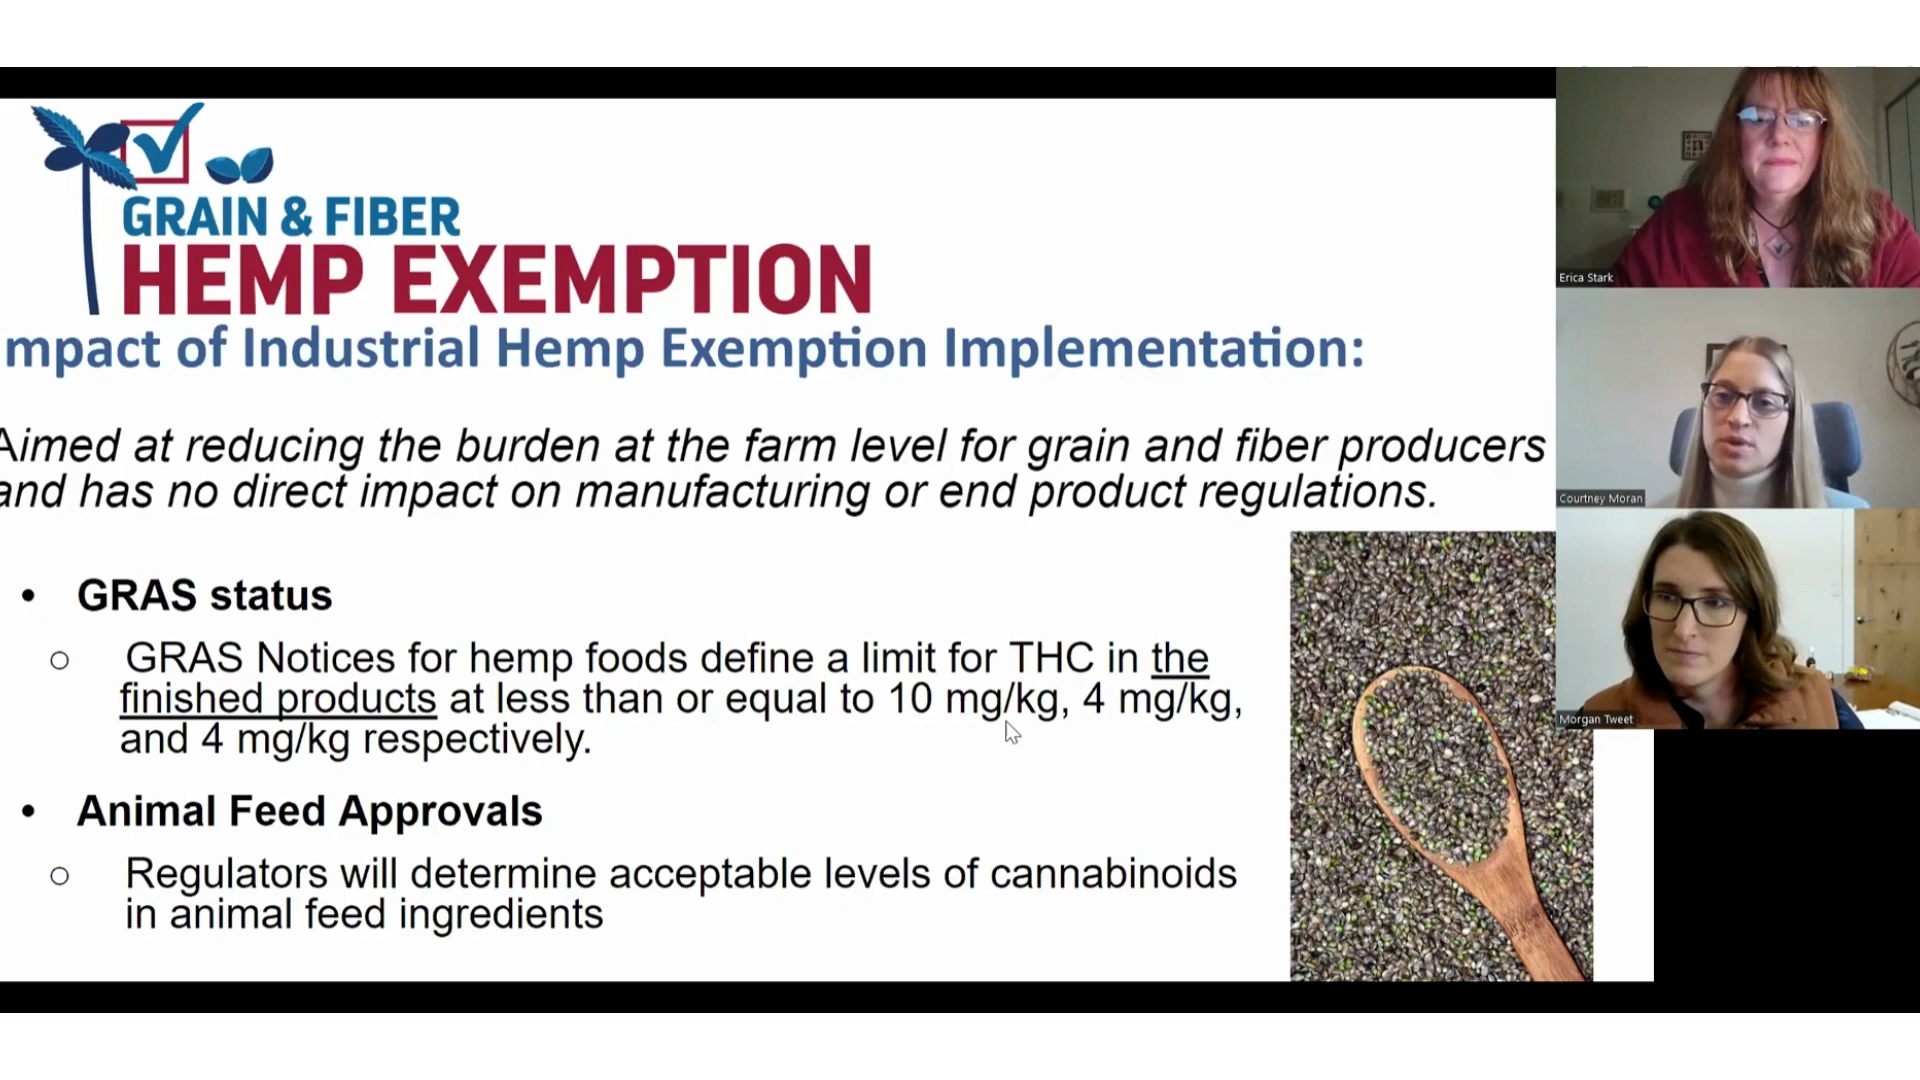 GRAIN & FIBER
HEMP EXEMPTION
mpact of Industrial Hemp Exemption Implementation:
Aimed at reducing the burden at the farm level for grain and fiber producers
and has no direct impact on manufacturing or end product regulations.
• GRAS status
○ GRAS Notices for hemp foods define a limit for THC in the
finished products at less than or equal to 10 mg/kg, 4 mg/kg,
and 4 mg/kg respectively.
• Animal Feed Approvals
○ Regulators will determine acceptable levels of cannabinoids
in animal feed ingredients
Erica Stark
Courtney Moran
Morgan Tweet